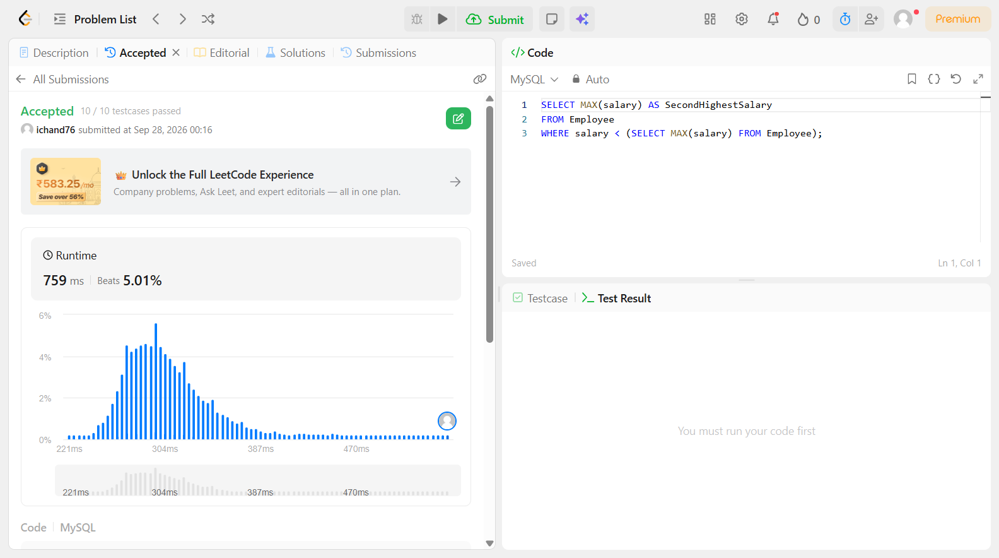 Problem List
Submit
0
Premium
Description
Accepted
Editorial
Solutions
Submissions
All Submissions
Accepted 10 / 10 testcases passed
ichand76 submitted at Sep 28, 2026 00:16
₹583.25/mo
Save over 56%
Unlock the Full LeetCode Experience
Company problems, Ask Leet, and expert editorials — all in one plan.
Runtime
759 ms Beats 5.01%
6%
4%
2%
0%
221ms 304ms 387ms 470ms
221ms 304ms 387ms 470ms
Code MySQL
</> Code
MySQL Auto
1 SELECT MAX(salary) AS SecondHighestSalary
2 FROM Employee
3 WHERE salary < (SELECT MAX(salary) FROM Employee);
Saved Ln 1, Col 1
Testcase
Test Result
You must run your code first